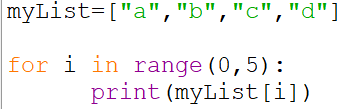 myList=["a","b","c","d"]
for i in range(0,5):
    print(myList[i])